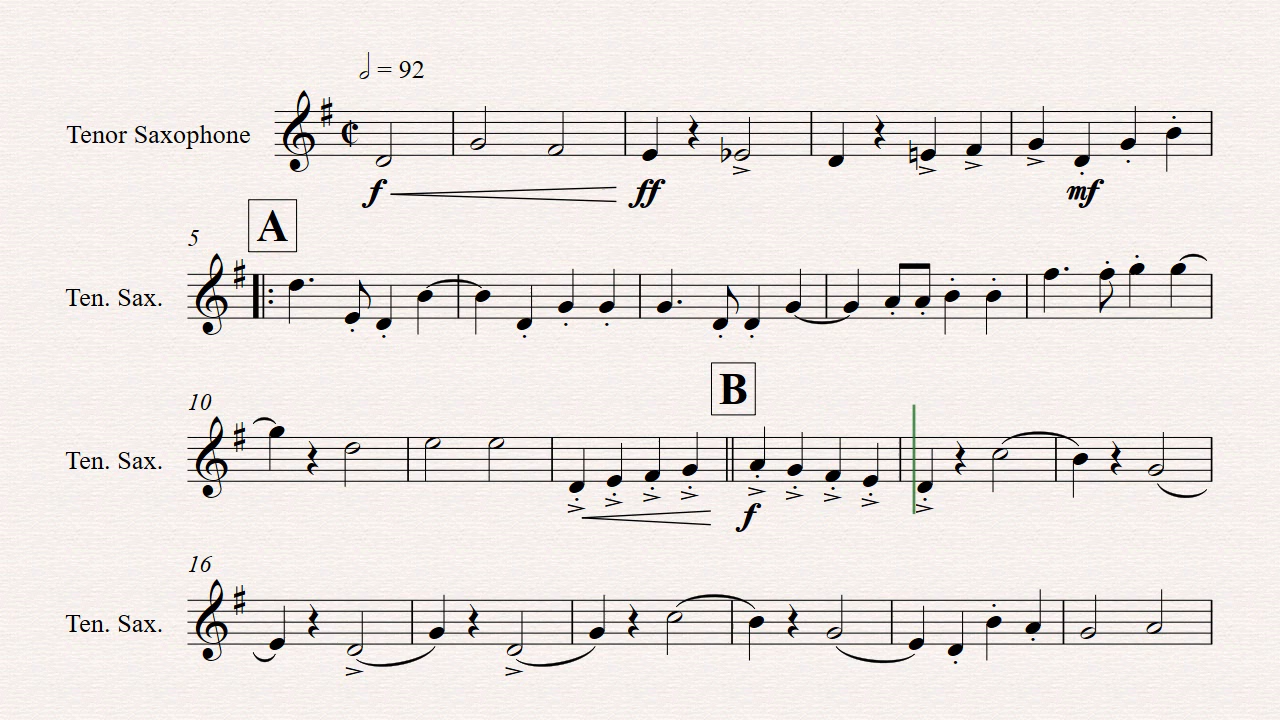 𝅗𝅥 = 92
Tenor Saxophone
f ff mf
A
5
Ten. Sax.
10
B
Ten. Sax.
f
16
Ten. Sax.